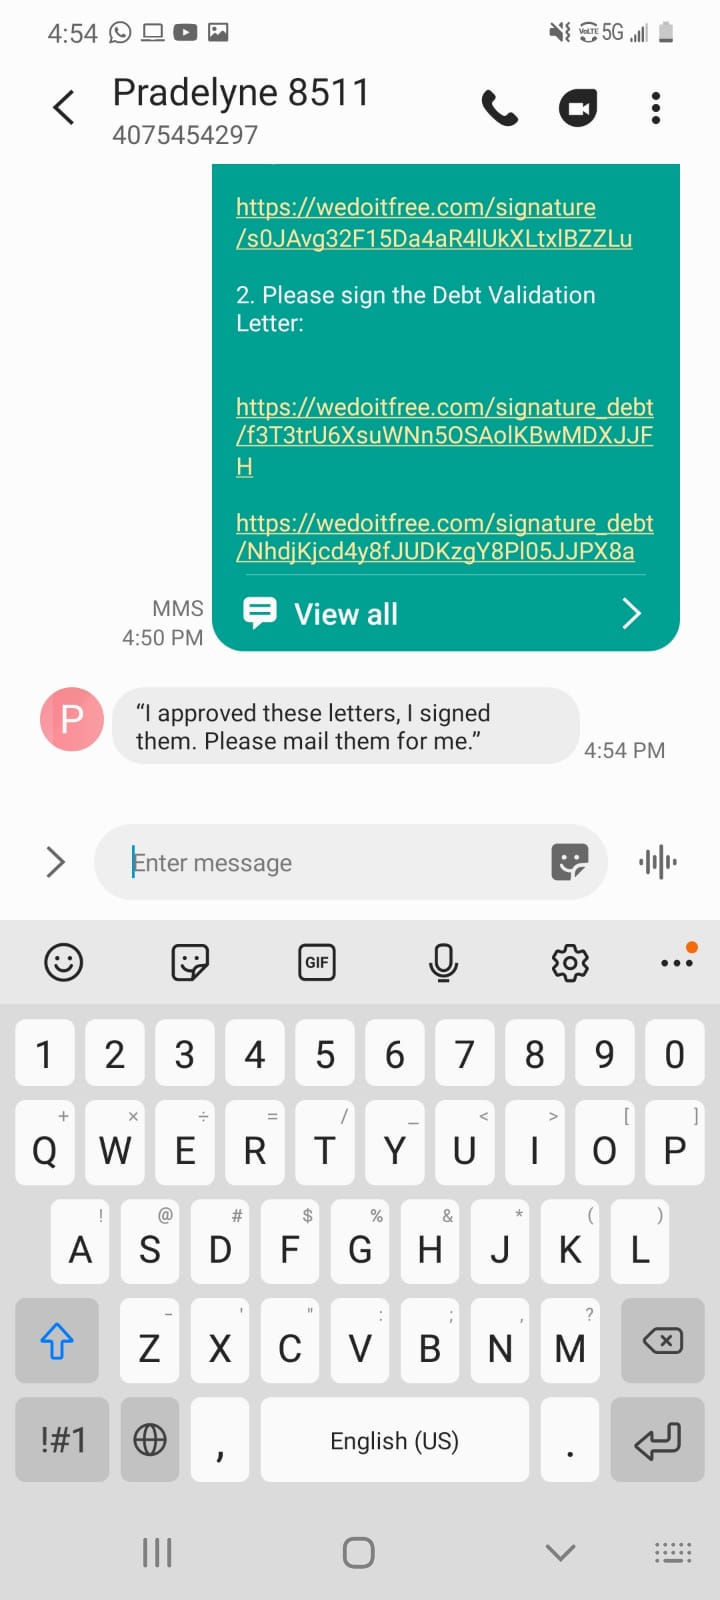 4:54
VoLTE 5G
Pradelyne 8511
4075454297
https://wedoitfree.com/signature
/s0JAvg32F15Da4aR4lUkXLtxlBZZLu
2. Please sign the Debt Validation
Letter:
https://wedoitfree.com/signature_debt
/f3T3trU6XsuWNn5OSAolKBwMDXJJF
H
https://wedoitfree.com/signature_debt
/NhdjKjcd4y8fJUDKzgY8Pl05JJPX8a
MMS
View all
4:50 PM
P
“I approved these letters, I signed
them. Please mail them for me.”
4:54 PM
Enter message
GIF
1 2 3 4 5 6 7 8 9 0
+ × ÷ = / _ < > [ ]
Q W E R T Y U I O P
! @ # $ % & * ( )
A S D F G H J K L
- ' " : ; , ?
Z X C V B N M
!#1 , English (US) .